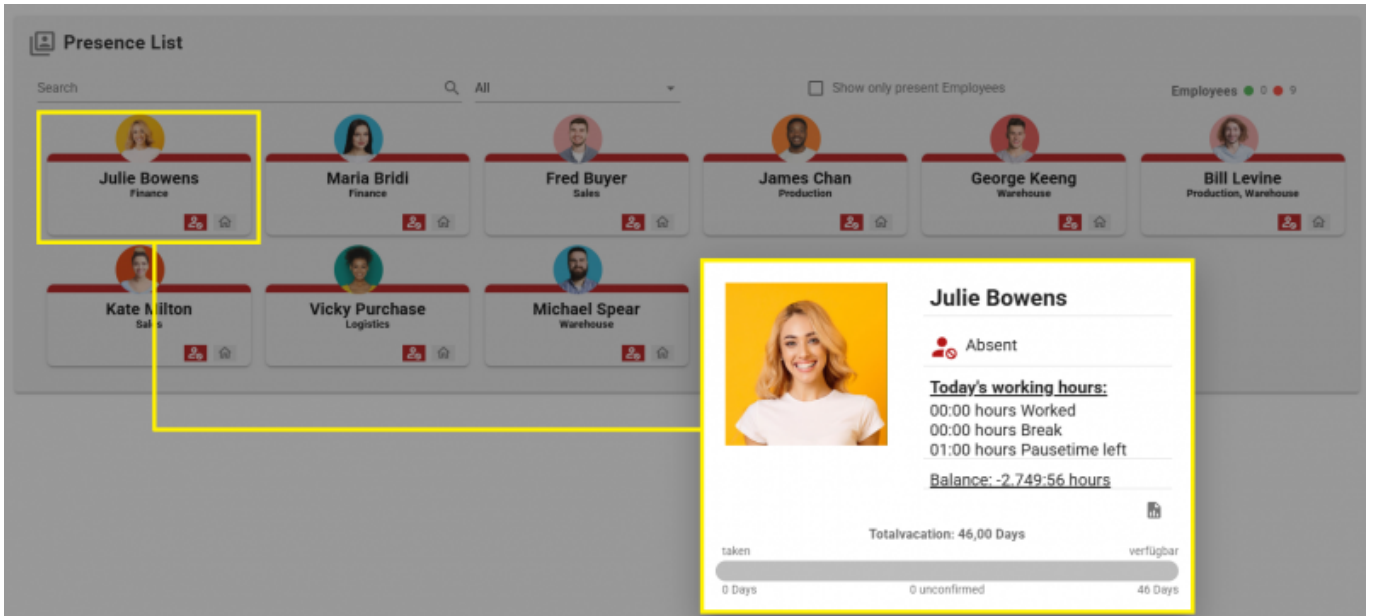 Presence List
Search
All
Show only present Employees
Employees 0 9
Julie Bowens
Finance
Maria Bridi
Finance
Fred Buyer
Sales
James Chan
Production
George Keeng
Warehouse
Bill Levine
Production, Warehouse
Kate Milton
Sales
Vicky Purchase
Logistics
Michael Spear
Warehouse
Julie Bowens
Absent
Today's working hours:
00:00 hours Worked
00:00 hours Break
01:00 hours Pausetime left
Balance: -2.749:56 hours
Totalvacation: 46,00 Days
taken verfügbar
0 Days 0 unconfirmed 46 Days